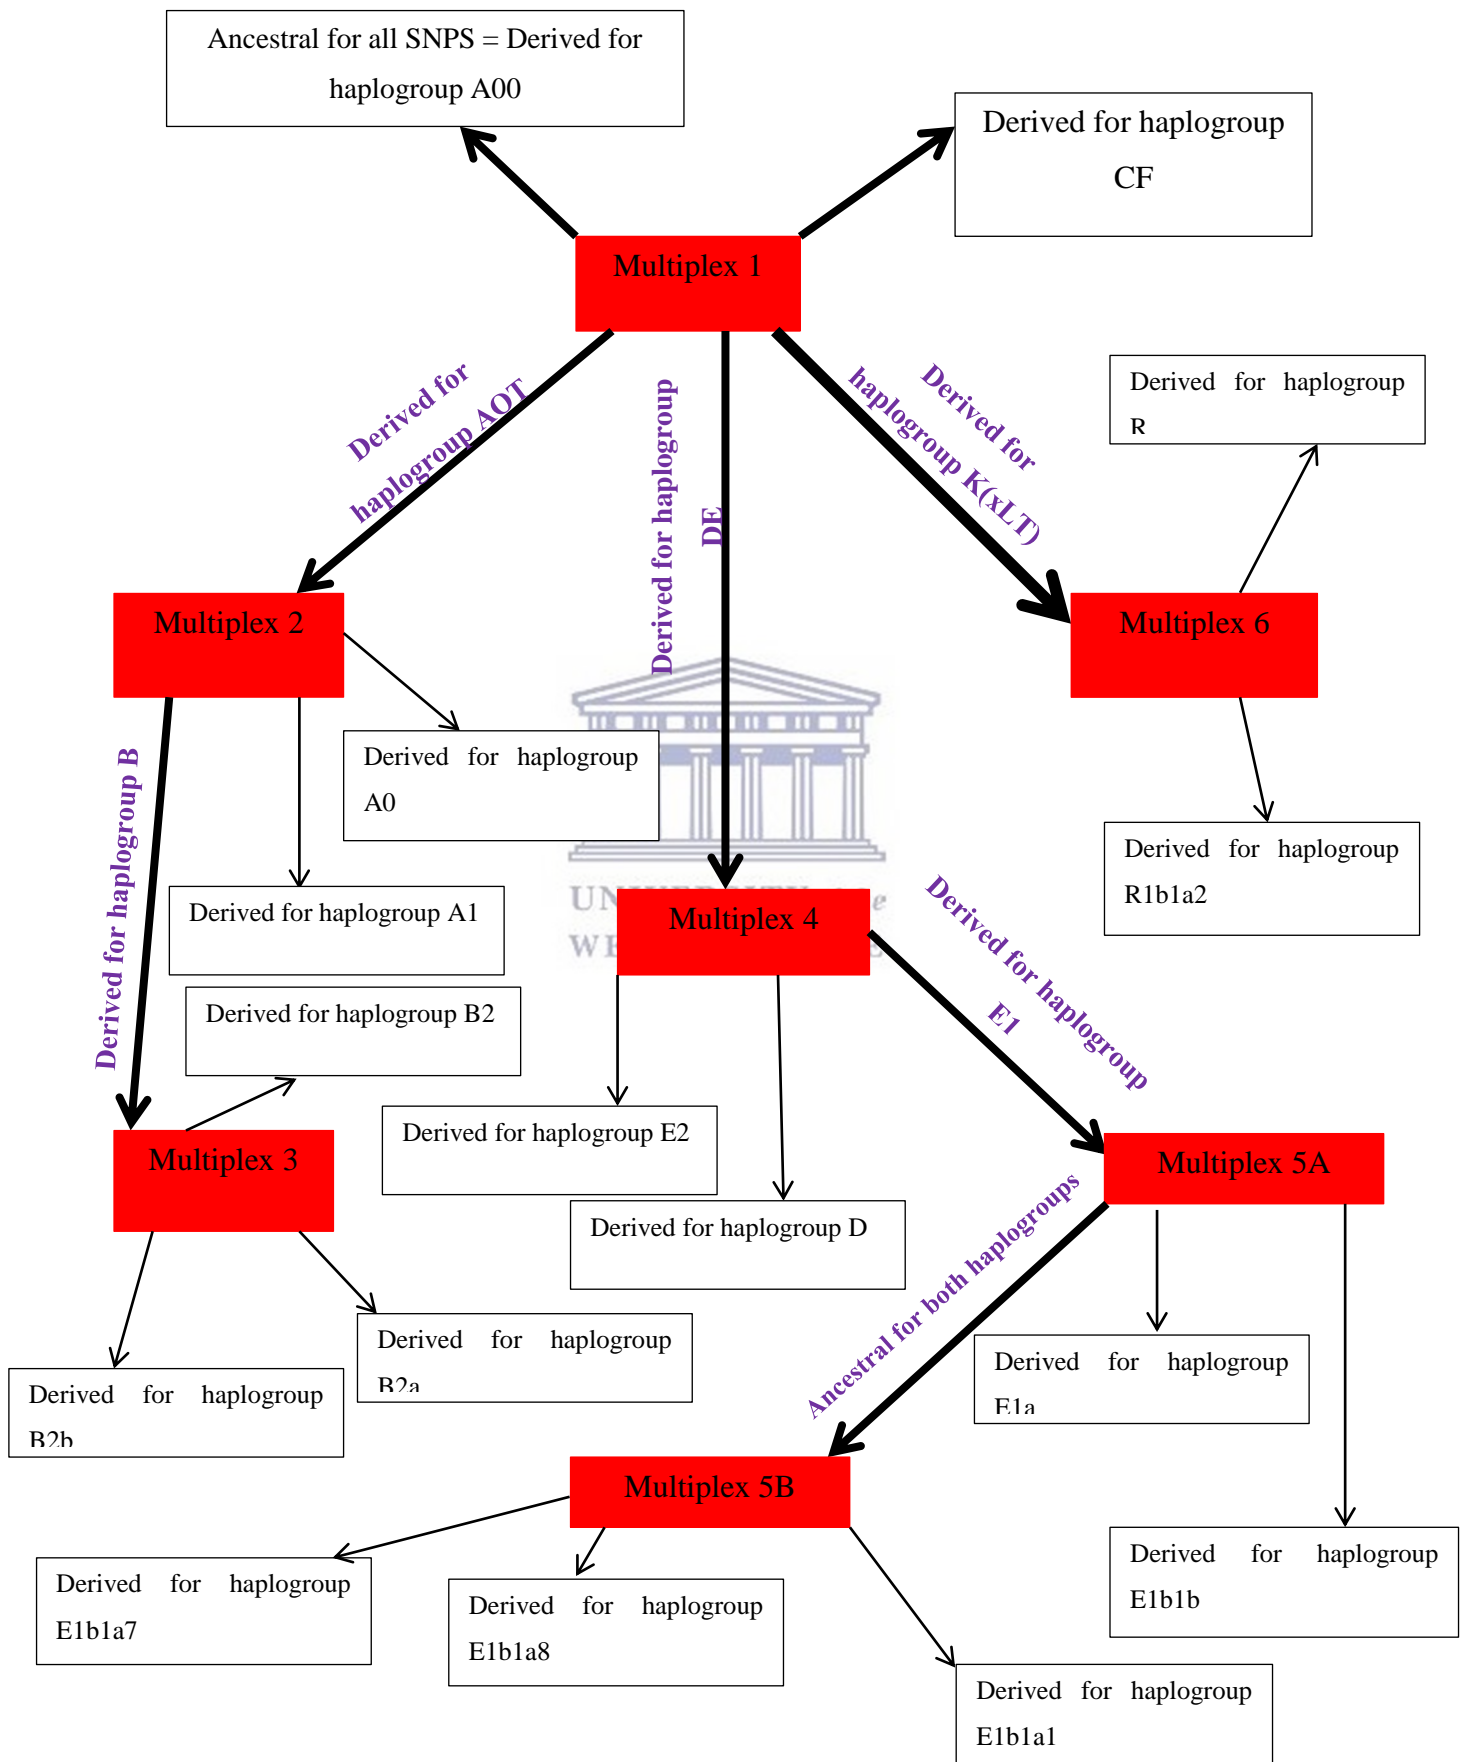 Ancestral for all SNPS = Derived for
haplogroup A00
Derived for haplogroup
CF
Multiplex 1
Derived for
haplogroup AOT
Derived for haplogroup
DE
Derived for
haplogroup K(xLT)
Derived for haplogroup
R
Multiplex 2
Multiplex 6
Derived for haplogroup B
Derived for haplogroup
A0
Derived for haplogroup
R1b1a2
Derived for haplogroup A1
Multiplex 4
Derived for haplogroup
E1
Derived for haplogroup B2
Derived for haplogroup E2
Multiplex 3
Multiplex 5A
Derived for haplogroup D
Ancestral for both haplogroups
Derived for haplogroup
B2a
Derived for haplogroup
B2b
Derived for haplogroup
E1a
Multiplex 5B
Derived for haplogroup
E1b1b
Derived for haplogroup
E1b1a7
Derived for haplogroup
E1b1a8
Derived for haplogroup
E1b1a1